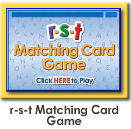 r-s-t
Matching Card
Game
Click HERE to Play
r-s-t Matching Card
Game